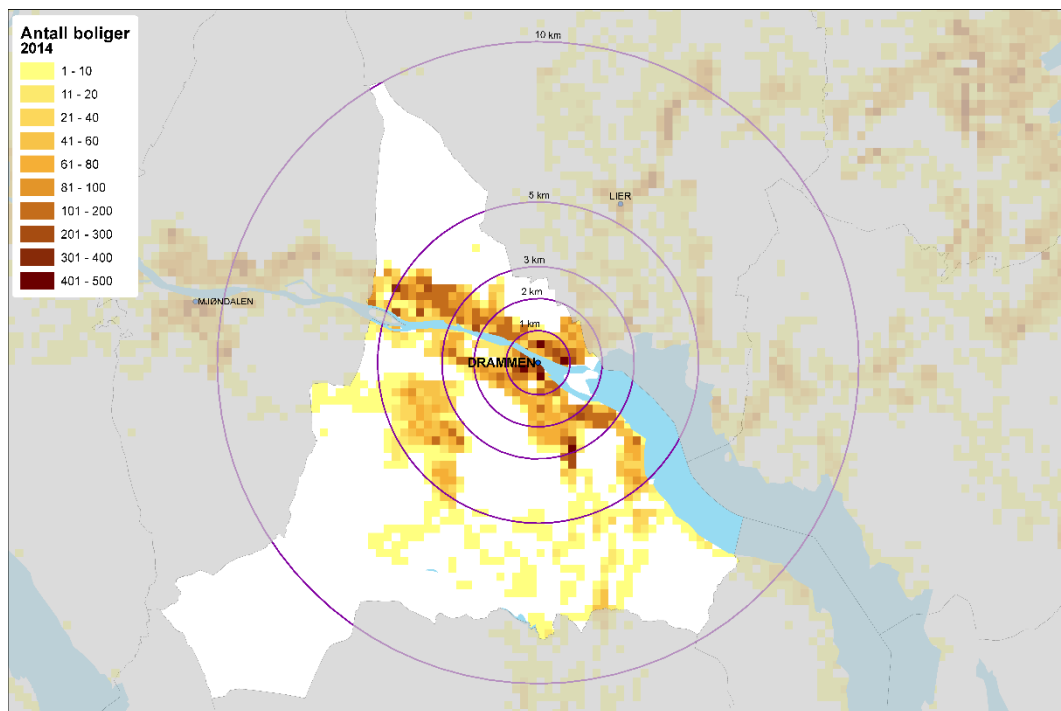 Antall boliger
2014
1 - 10
11 - 20
21 - 40
41 - 60
61 - 80
81 - 100
101 - 200
201 - 300
301 - 400
401 - 500
10 km
5 km
LIER
3 km
2 km
MJØNDALEN
1 km
DRAMMEN